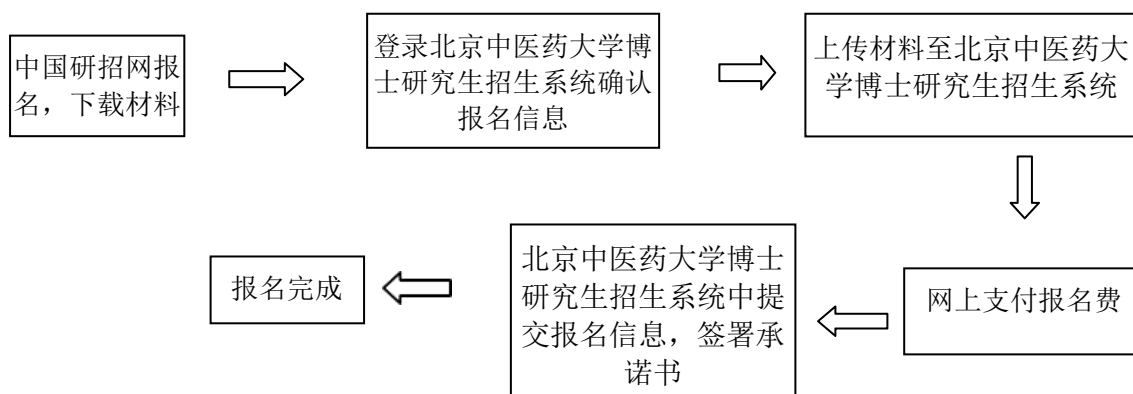 中国研招网报
名，下载材料
登录北京中医药大学博
士研究生招生系统确认
报名信息
上传材料至北京中医药大
学博士研究生招生系统
网上支付报名费
北京中医药大学博士
研究生招生系统中提
交报名信息，签署承
诺书
报名完成